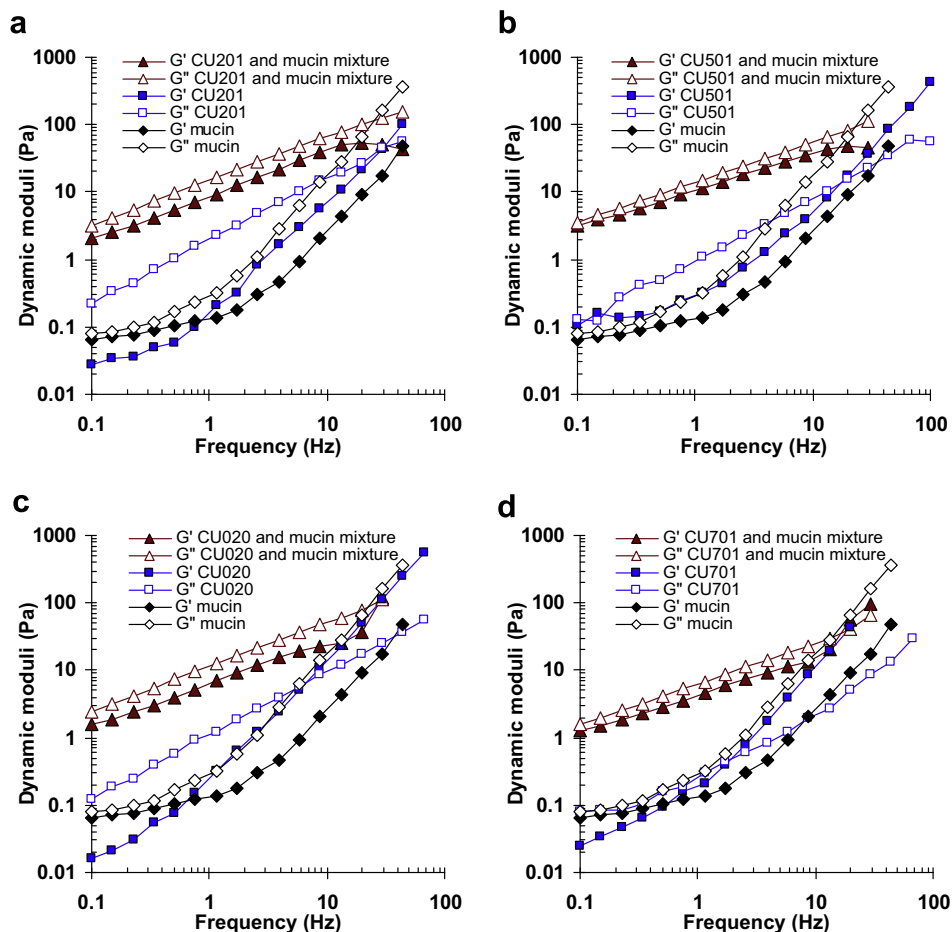 a
1000
100
10
1
0.1
0.01
Dynamic moduli (Pa)
G' CU201 and mucin mixture
G" CU201 and mucin mixture
G' CU201
G" CU201
G' mucin
G" mucin
0.1
1
10
100
Frequency (Hz)
b
1000
100
10
1
0.1
0.01
Dynamic moduli (Pa)
G' CU501 and mucin mixture
G" CU501 and mucin mixture
G' CU501
G" CU501
G' mucin
G" mucin
0.1
1
10
100
Frequency (Hz)
c
1000
100
10
1
0.1
0.01
Dynamic moduli (Pa)
G' CU020 and mucin mixture
G" CU020 and mucin mixture
G' CU020
G" CU020
G' mucin
G" mucin
0.1
1
10
100
Frequency (Hz)
d
1000
100
10
1
0.1
0.01
Dynamic moduli (Pa)
G' CU701 and mucin mixture
G" CU701 and mucin mixture
G' CU701
G" CU701
G' mucin
G" mucin
0.1
1
10
100
Frequency (Hz)